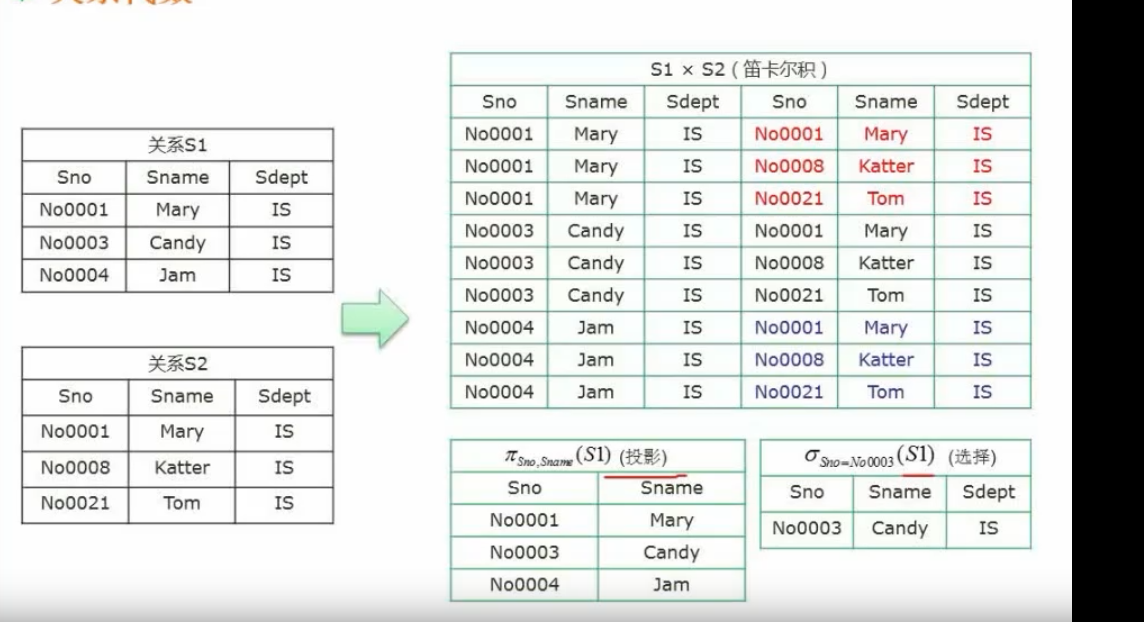 关系S1
Sno Sname Sdept
No0001 Mary IS
No0003 Candy IS
No0004 Jam IS
关系S2
Sno Sname Sdept
No0001 Mary IS
No0008 Katter IS
No0021 Tom IS
S1 × S2 ( 笛卡尔积 )
Sno Sname Sdept Sno Sname Sdept
No0001 Mary IS No0001 Mary IS
No0001 Mary IS No0008 Katter IS
No0001 Mary IS No0021 Tom IS
No0003 Candy IS No0001 Mary IS
No0003 Candy IS No0008 Katter IS
No0003 Candy IS No0021 Tom IS
No0004 Jam IS No0001 Mary IS
No0004 Jam IS No0008 Katter IS
No0004 Jam IS No0021 Tom IS
π Sno,Sname (S1) (投影)
Sno Sname
No0001 Mary
No0003 Candy
No0004 Jam
σ Sno=No0003 (S1) (选择)
Sno Sname Sdept
No0003 Candy IS